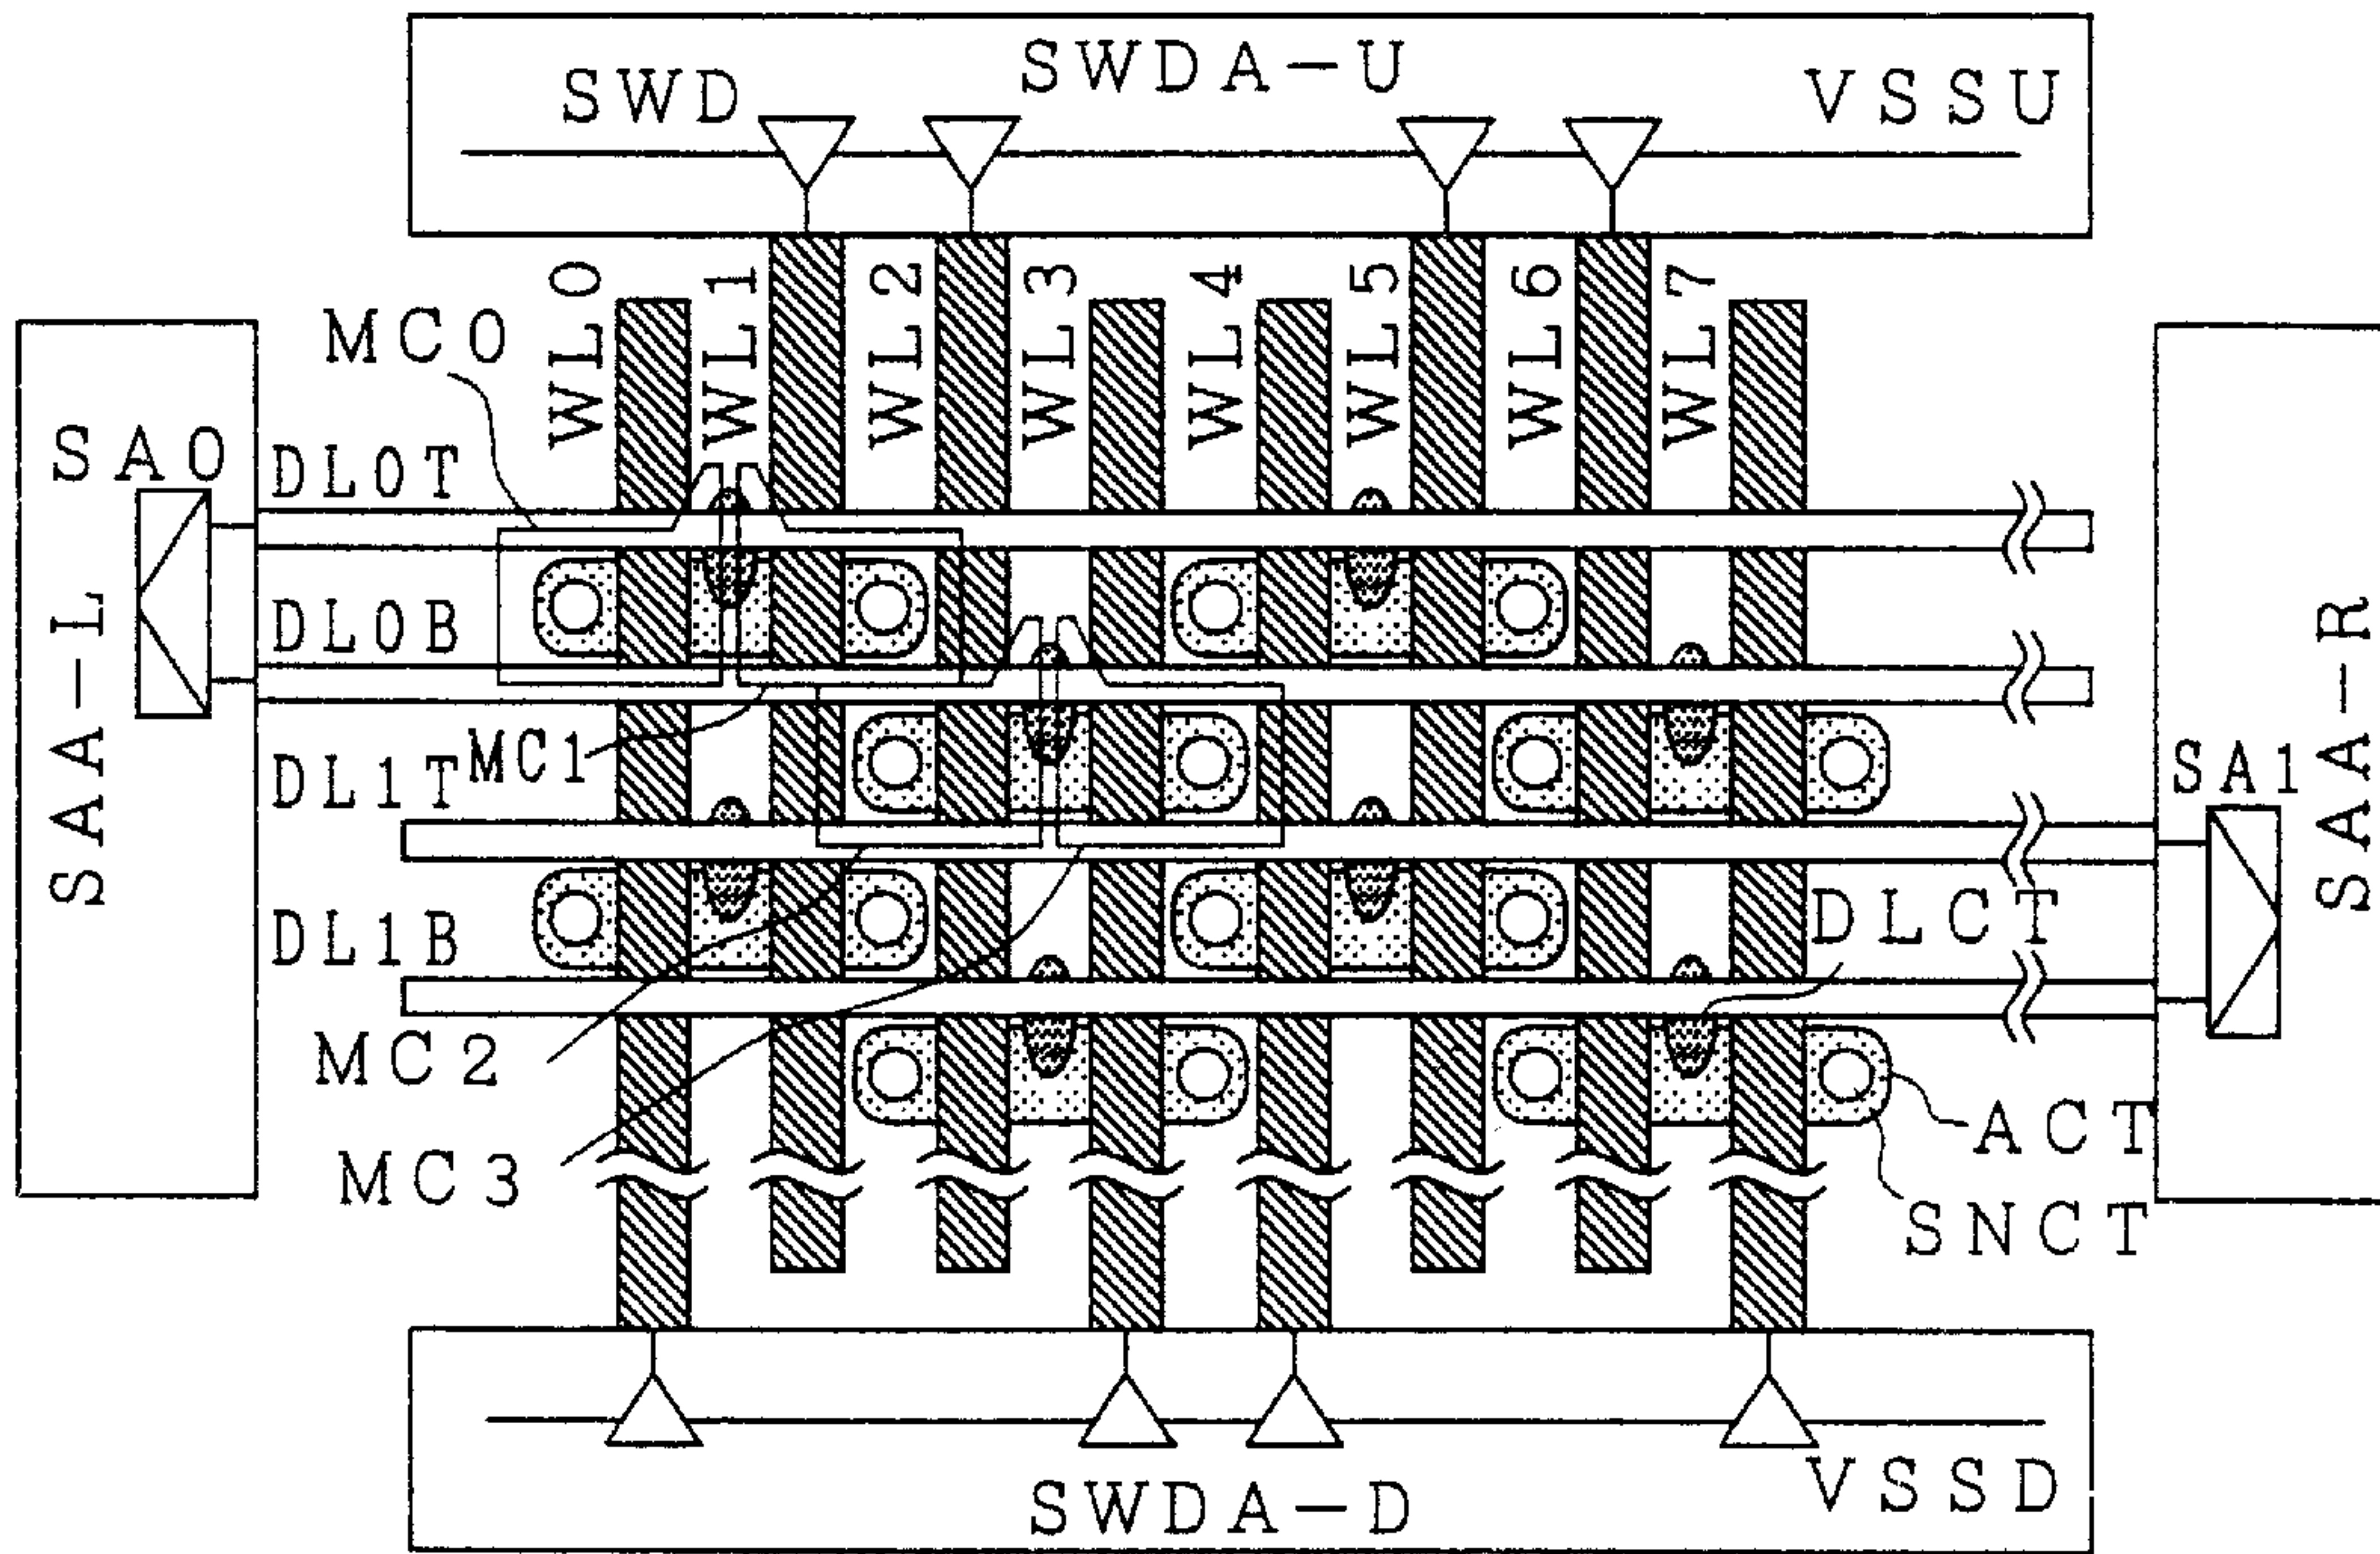 SWD
SWDA-U
VSSU
WL0
WL1
WL2
WL3
WL4
WL5
WL6
WL7
MC0
SA0
DL0T
DL0B
SAA-L
SAA-R
MC1
DL1T
SA1
DL1B
DLCT
MC2
MC3
ACT
SNCT
VSSD
SWDA-D